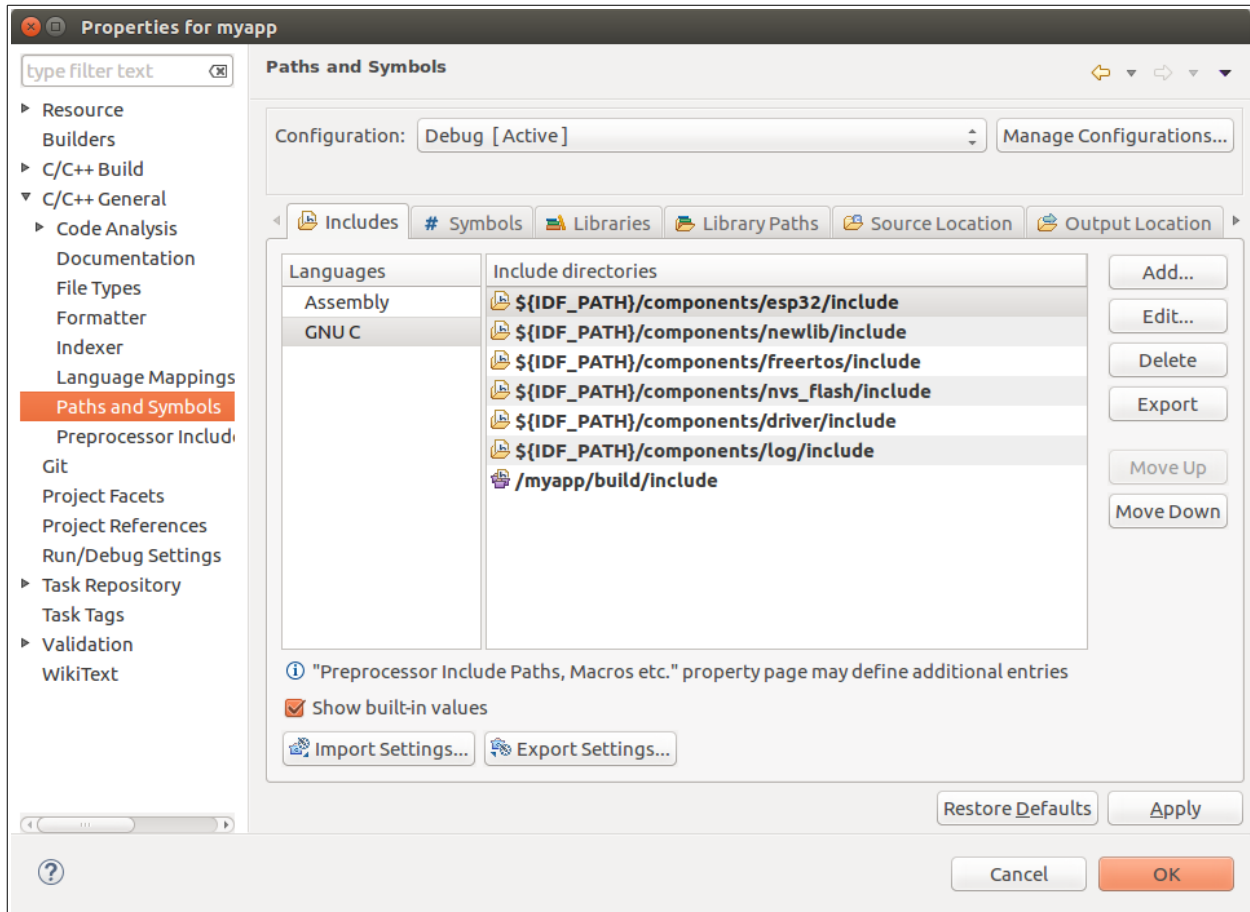 Properties for myapp
type filter text
Resource
Builders
C/C++ Build
C/C++ General
Code Analysis
Documentation
File Types
Formatter
Indexer
Language Mappings
Paths and Symbols
Preprocessor Includ
Git
Project Facets
Project References
Run/Debug Settings
Task Repository
Task Tags
Validation
WikiText
Paths and Symbols
Configuration: Debug [Active] Manage Configurations...
Includes # Symbols Libraries Library Paths Source Location Output Location
Languages
Assembly
GNU C
Include directories
${IDF_PATH}/components/esp32/include
${IDF_PATH}/components/newlib/include
${IDF_PATH}/components/freertos/include
${IDF_PATH}/components/nvs_flash/include
${IDF_PATH}/components/driver/include
${IDF_PATH}/components/log/include
/myapp/build/include
Add...
Edit...
Delete
Export
Move Up
Move Down
"Preprocessor Include Paths, Macros etc." property page may define additional entries
Show built-in values
Import Settings... Export Settings...
Restore Defaults Apply
Cancel OK